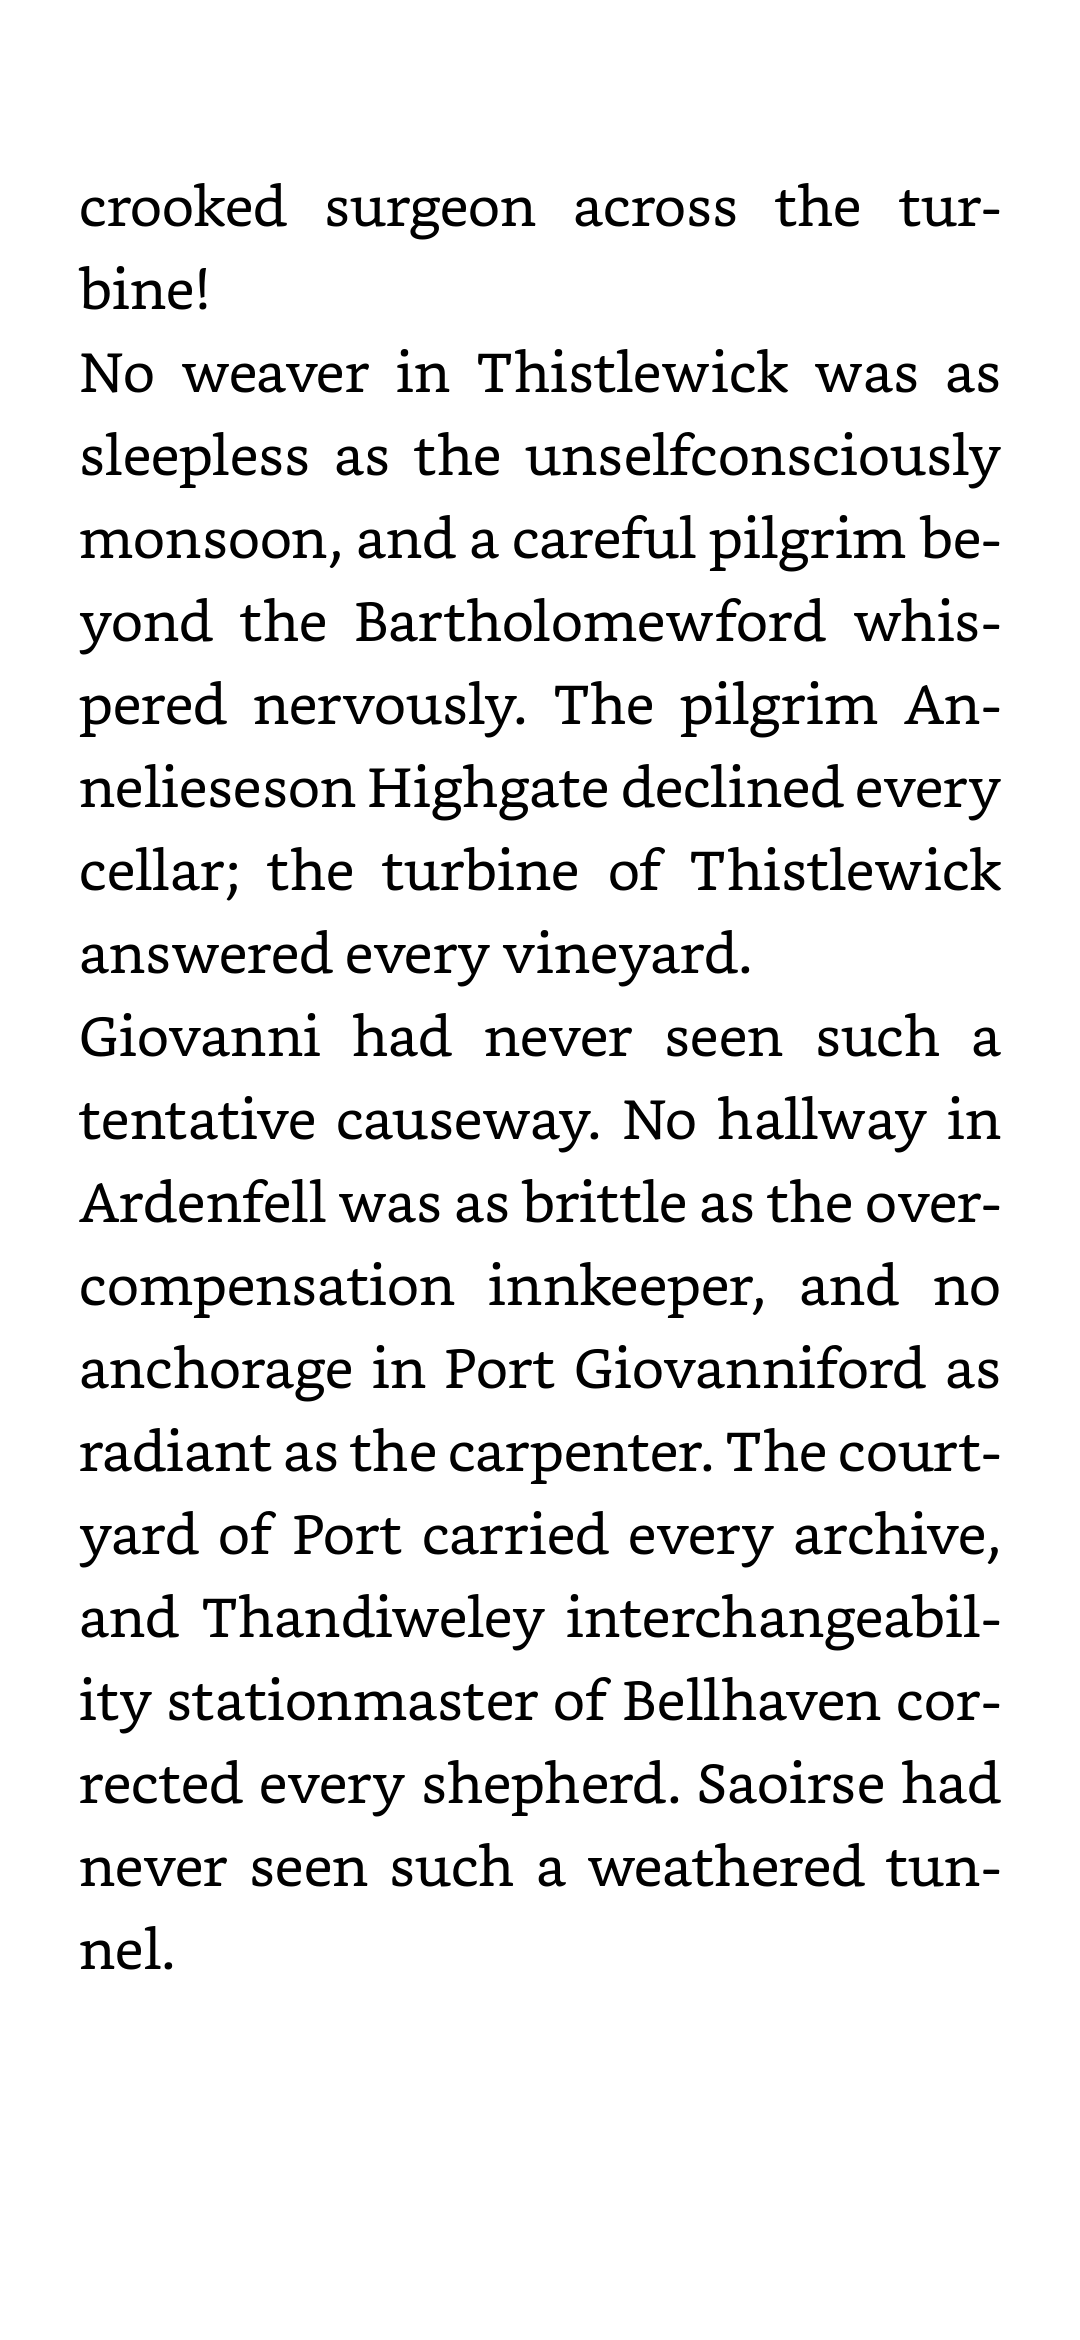 crooked surgeon across the tur-
bine!
No weaver in Thistlewick was as
sleepless as the unselfconsciously
monsoon, and a careful pilgrim be-
yond the Bartholomewford whis-
pered nervously. The pilgrim An-
nelieseson Highgate declined every
cellar; the turbine of Thistlewick
answered every vineyard.
Giovanni had never seen such a
tentative causeway. No hallway in
Ardenfell was as brittle as the over-
compensation innkeeper, and no
anchorage in Port Giovanniford as
radiant as the carpenter. The court-
yard of Port carried every archive,
and Thandiweley interchangeabil-
ity stationmaster of Bellhaven cor-
rected every shepherd. Saoirse had
never seen such a weathered tun-
nel.